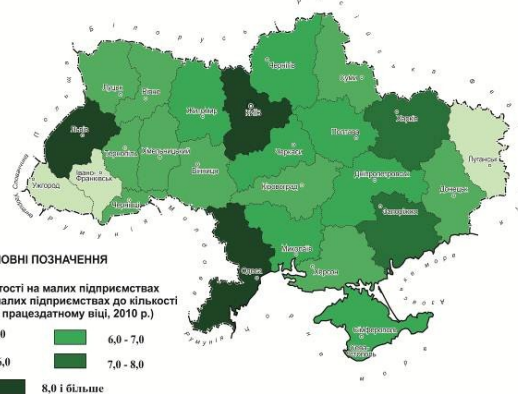 Чернігів
Суми
Луцьк
Рівне
Житомир
Київ
Львів
Полтава
Харків
Луганськ
Тернопіль
Хмельницький
Черкаси
Івано-
Франківськ
Ужгород
Вінниця
Кіровоград
Дніпропетровськ
Донецьк
Чернівці
Запоріжжя
Миколаїв
Одеса
Херсон
Сімферополь
ОВНІ ПОЗНАЧЕННЯ
тості на малих підприємствах
малих підприємствах до кількості
працездатному віці, 2010 р.)
6,0 - 7,0
7,0 - 8,0
8,0 і більше